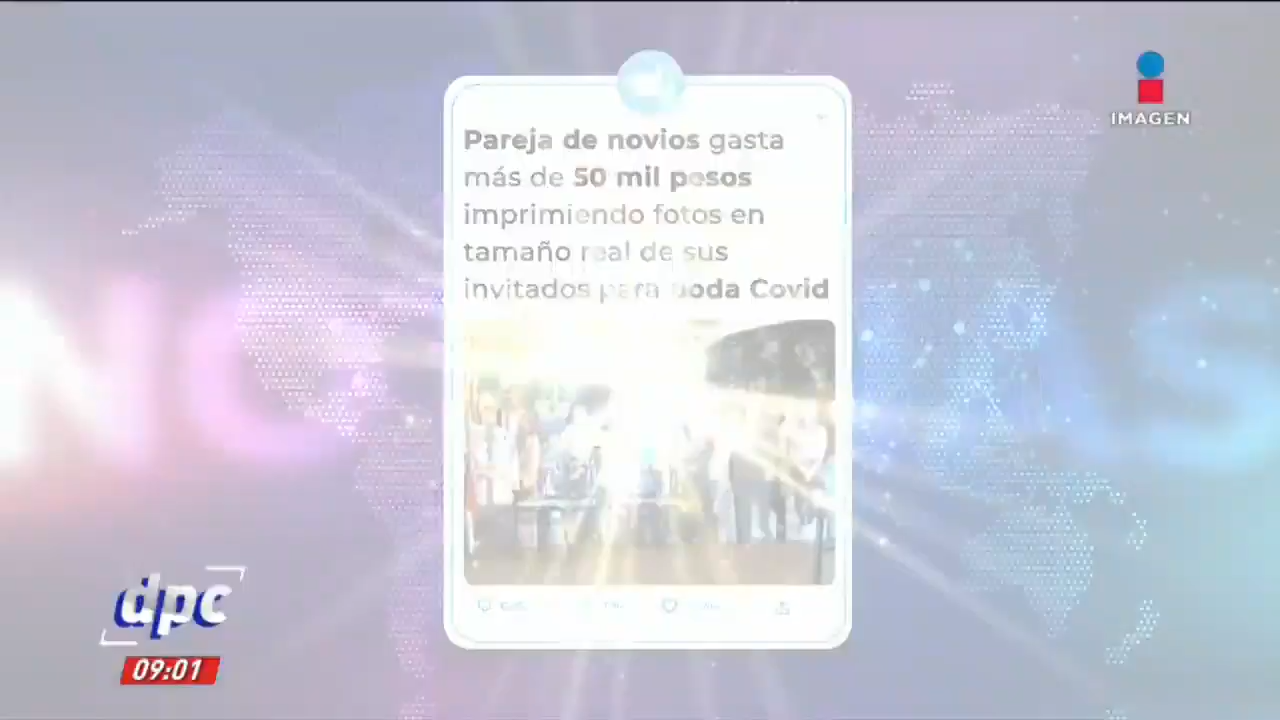 Pareja de novios gasta
más de 50 mil pesos
imprimiendo fotos en
tamaño real de sus
invitados para boda Covid
IMAGEN
dpc
09:01